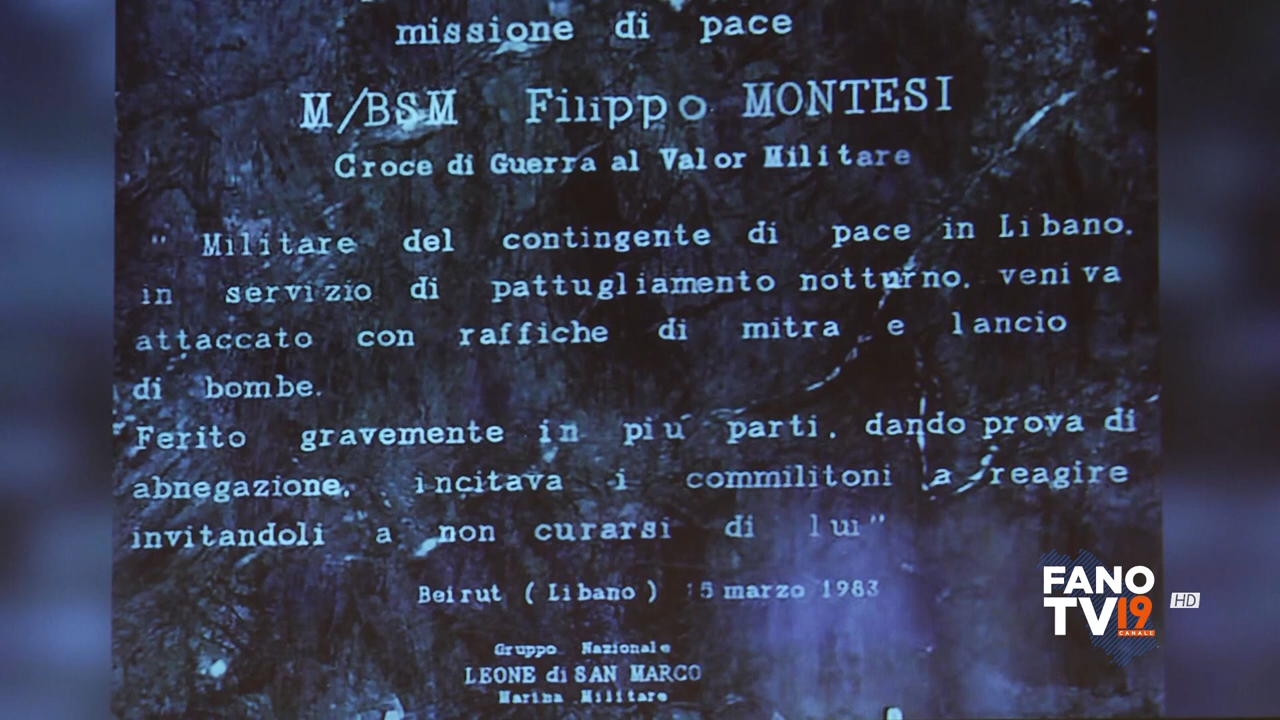 missione di pace
M/BSM Filippo MONTESI
Croce di Guerra al Valor Militare
" Militare del contingente di pace in Libano,
in servizio di pattugliamento notturno, veniva
attaccato con raffiche di mitra e lancio
di bombe.
Ferito gravemente in piu' parti, dando prova di
abnegazione, incitava i commilitoni a reagire
invitandoli a non curarsi di lui"
Beirut ( Libano ) 15 marzo 1983
Gruppo Nazionale
LEONE di SAN MARCO
Marina Militare
FANO
TV19
CANALE
HD